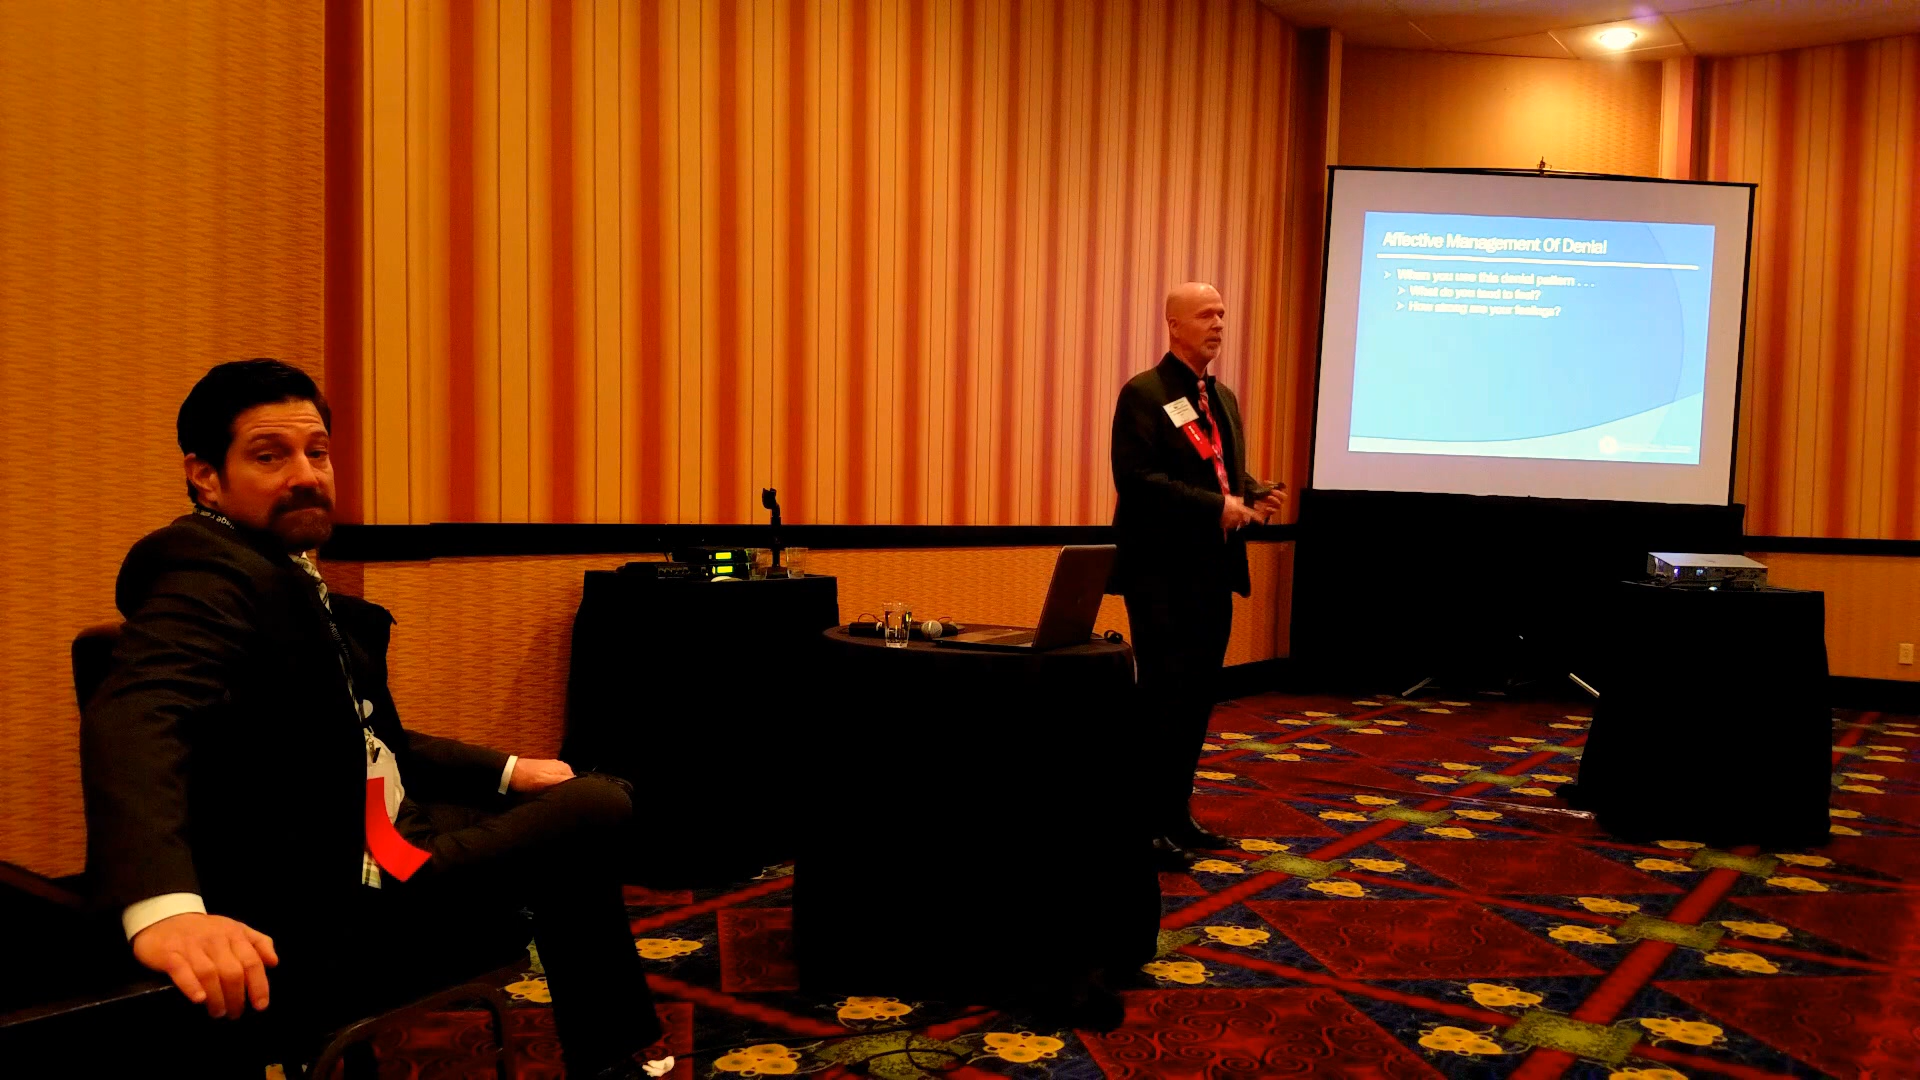 Affective Management Of Denial
When you use this denial pattern . . .
What do you tend to feel?
How strong are your feelings?